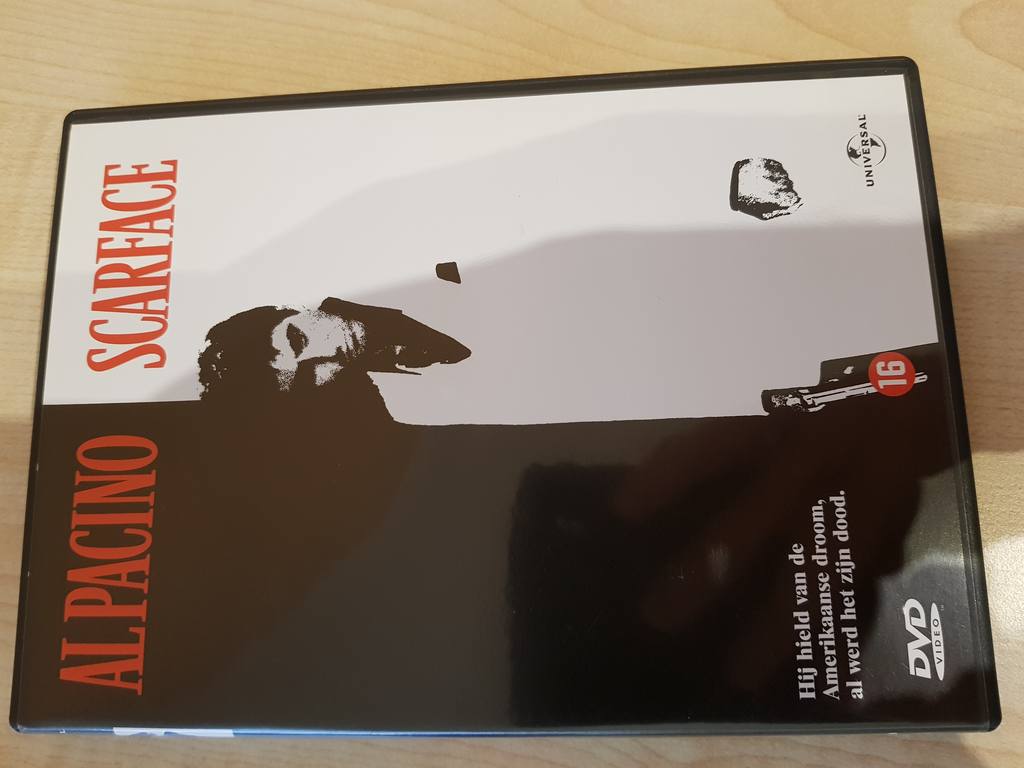 AL PACINO SCARFACE
Hij hield van de
Amerikaanse droom,
al werd het zijn dood.
16
DVD
VIDEO
UNIVERSAL